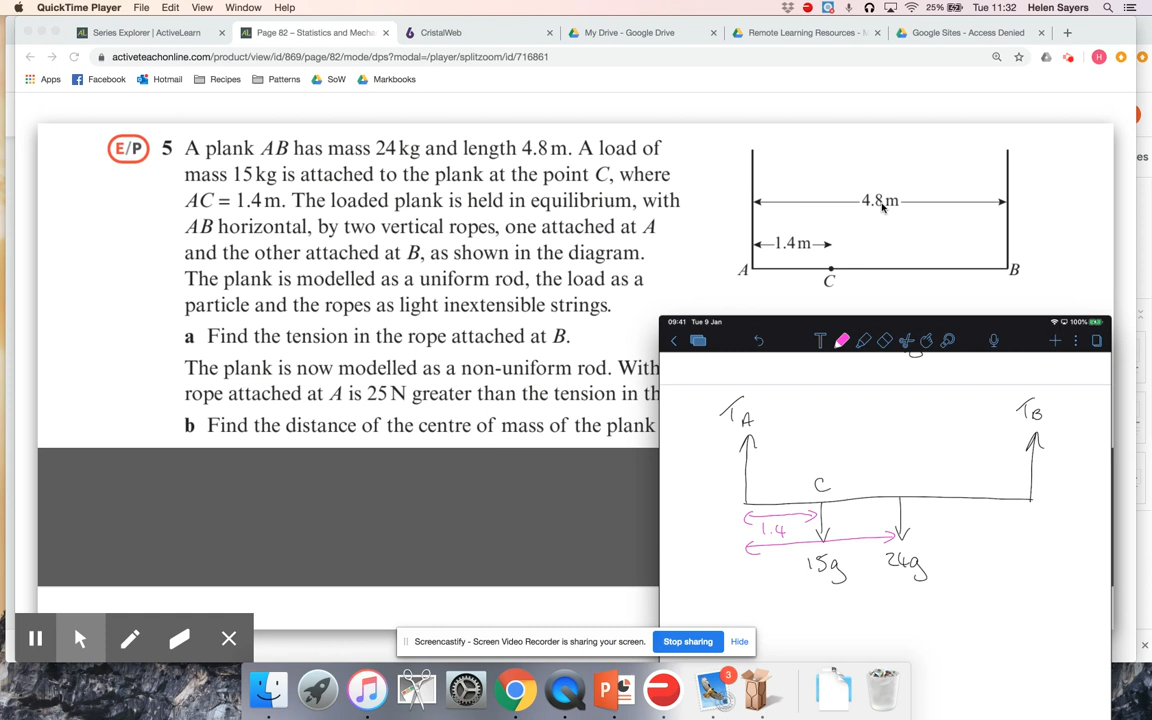 QuickTime Player File Edit View Window Help 25% Tue 11:32 Helen Sayers
Series Explorer | ActiveLearn × Page 82 – Statistics and Mecha × CristalWeb × My Drive - Google Drive × Remote Learning Resources - M × Google Sites - Access Denied × +
activeteachonline.com/product/view/id/869/page/82/mode/dps?modal=/player/splitzoom/id/716861 H
Apps Facebook Hotmail Recipes Patterns SoW Markbooks
E/P 5 A plank AB has mass 24 kg and length 4.8 m. A load of
mass 15 kg is attached to the plank at the point C, where
AC = 1.4 m. The loaded plank is held in equilibrium, with
AB horizontal, by two vertical ropes, one attached at A
and the other attached at B, as shown in the diagram.
The plank is modelled as a uniform rod, the load as a
particle and the ropes as light inextensible strings.
a Find the tension in the rope attached at B.
The plank is now modelled as a non-uniform rod. With
rope attached at A is 25 N greater than the tension in th
b Find the distance of the centre of mass of the plank
4.8 m
1.4 m
A B
C
es
09:41 Tue 9 Jan 100%
T
TA TB
C
1.4
15g 24g
Screencastify - Screen Video Recorder is sharing your screen. Stop sharing Hide
3